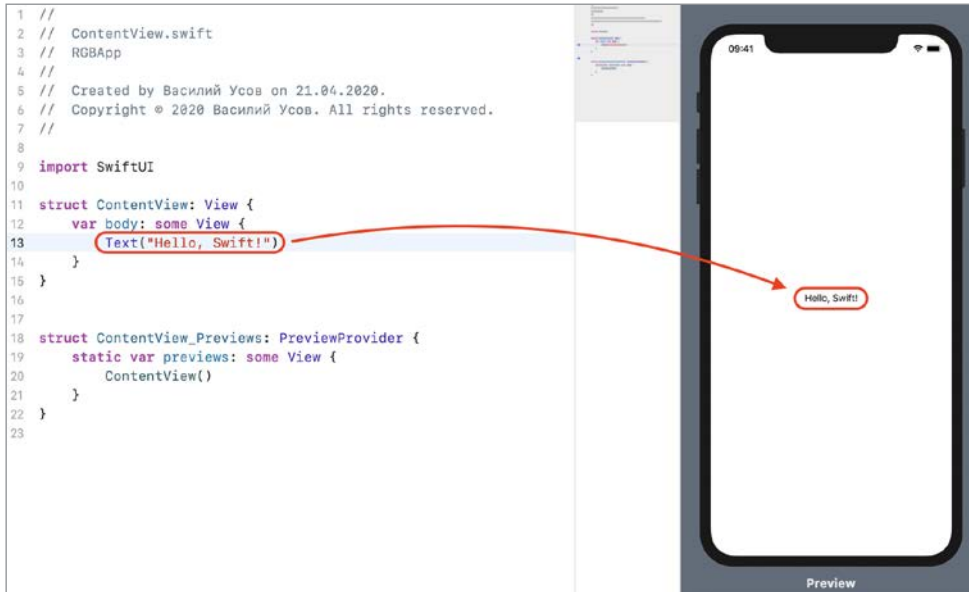 1 //
2 // ContentView.swift
3 // RGBApp
4 //
5 // Created by Василий Усов on 21.04.2020.
6 // Copyright © 2020 Василий Усов. All rights reserved.
7 //
8
9 import SwiftUI
10
11 struct ContentView: View {
12     var body: some View {
13         Text("Hello, Swift!")
14     }
15 }
16
17
18 struct ContentView_Previews: PreviewProvider {
19     static var previews: some View {
20         ContentView()
21     }
22 }
23
09:41
Hello, Swift!
Preview